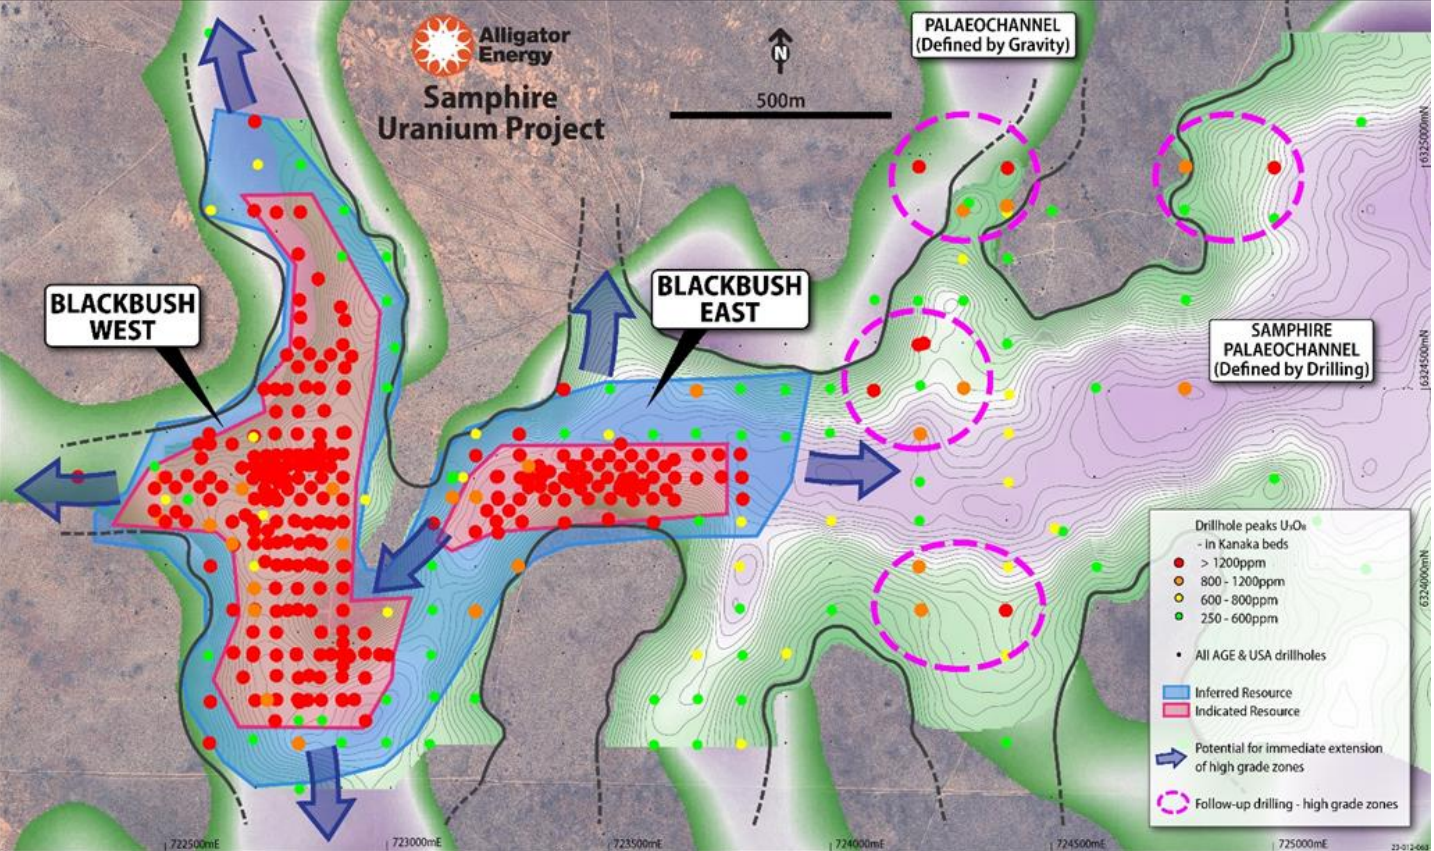 Alligator
Energy
Samphire
Uranium Project
N
500m
PALAEOCHANNEL
(Defined by Gravity)
BLACKBUSH
WEST
BLACKBUSH
EAST
SAMPHIRE
PALAEOCHANNEL
(Defined by Drilling)
6325000mN
6324500mN
6324000mN
Drillhole peaks U₃O₈
- in Kanaka beds
> 1200ppm
800 - 1200ppm
600 - 800ppm
250 - 600ppm
All AGE & USA drillholes
Inferred Resource
Indicated Resource
Potential for immediate extension
of high grade zones
Follow-up drilling - high grade zones
722500mE
723000mE
723500mE
724000mE
724500mE
725000mE
23-012-063